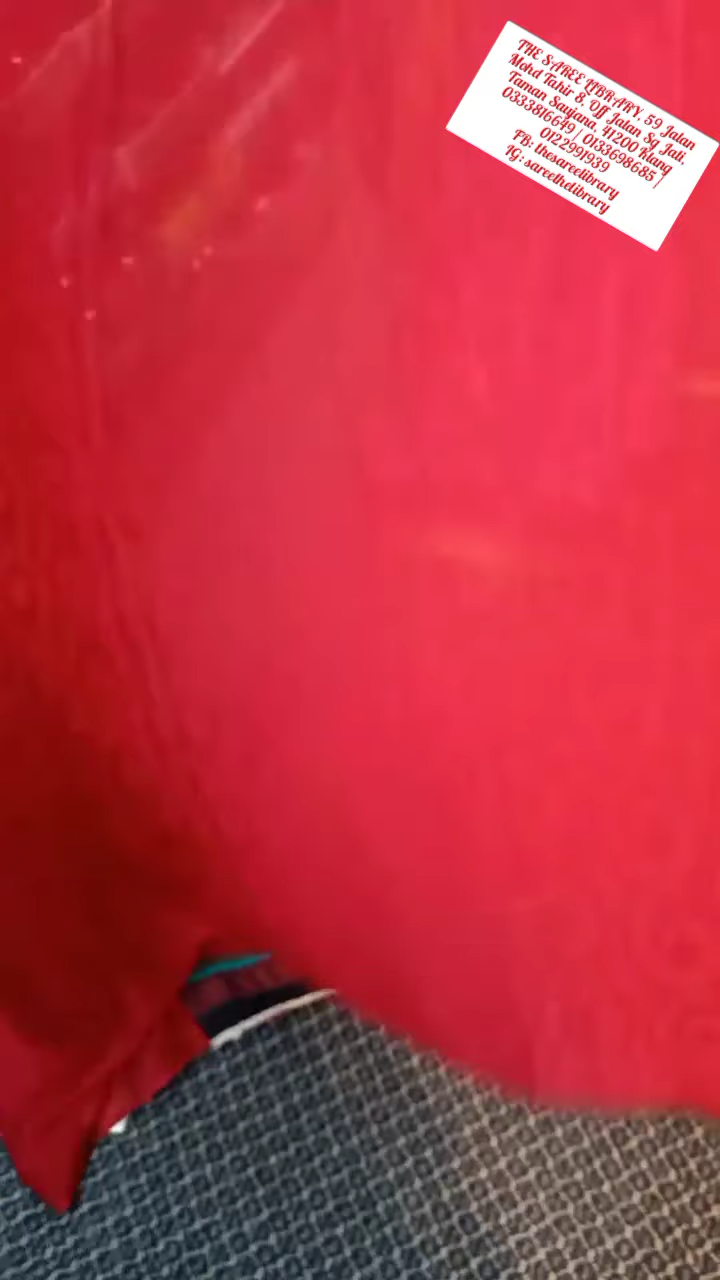 THE SAREE LIBRARY, 59 Jalan
Mohd Tahir 8, Off Jalan Sg Jati,
Taman Saujana, 41200 Klang
0333816649 | 0133698685 |
0122991939
FB: thesareelibrary
IG: sareethelibrary